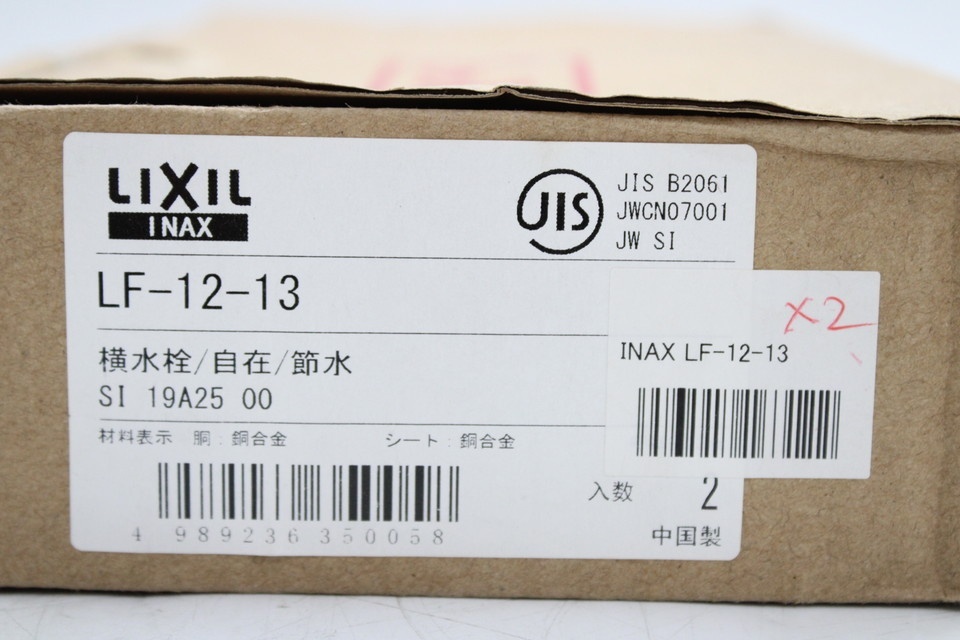 LIXIL
INAX
JIS
JIS B2061
JWCN07001
JW SI
LF-12-13
横水栓/自在/節水
SI 19A25 00
材料表示 胴:銅合金 シート:銅合金
4 989236 350058
入数 2
中国製
×2
INAX LF-12-13